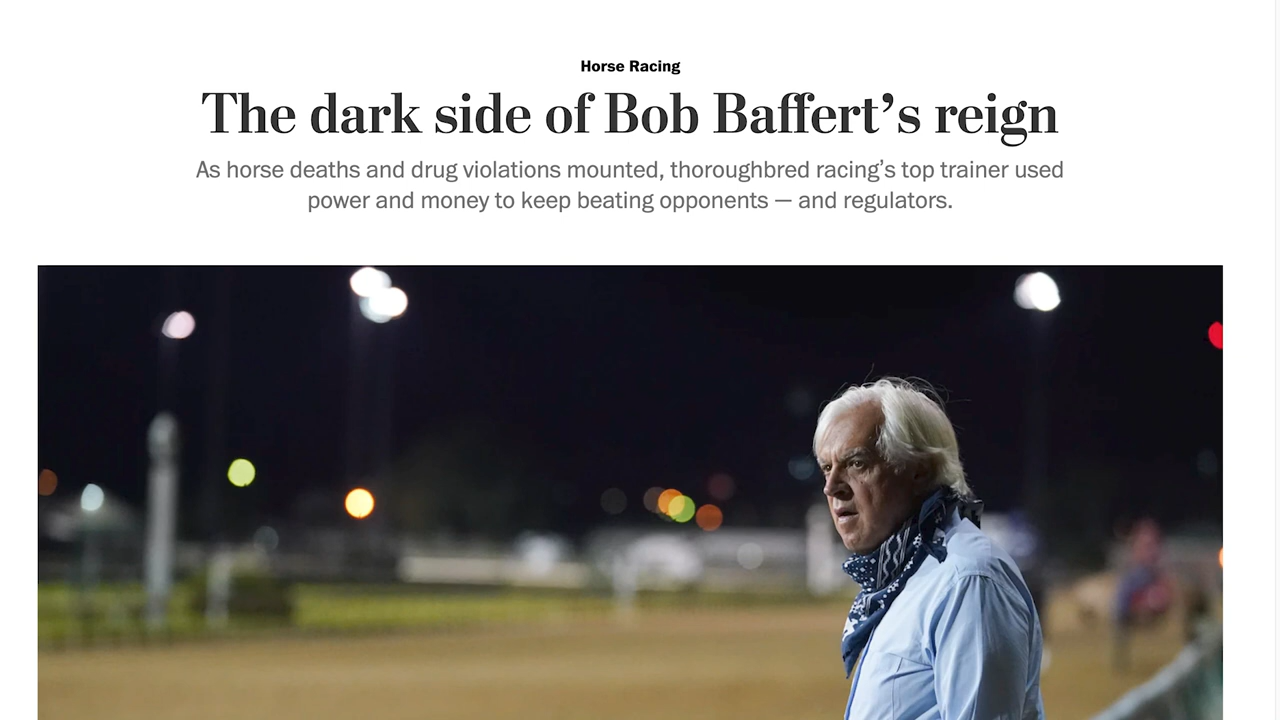 Horse Racing
The dark side of Bob Baffert’s reign
As horse deaths and drug violations mounted, thoroughbred racing’s top trainer used
power and money to keep beating opponents — and regulators.